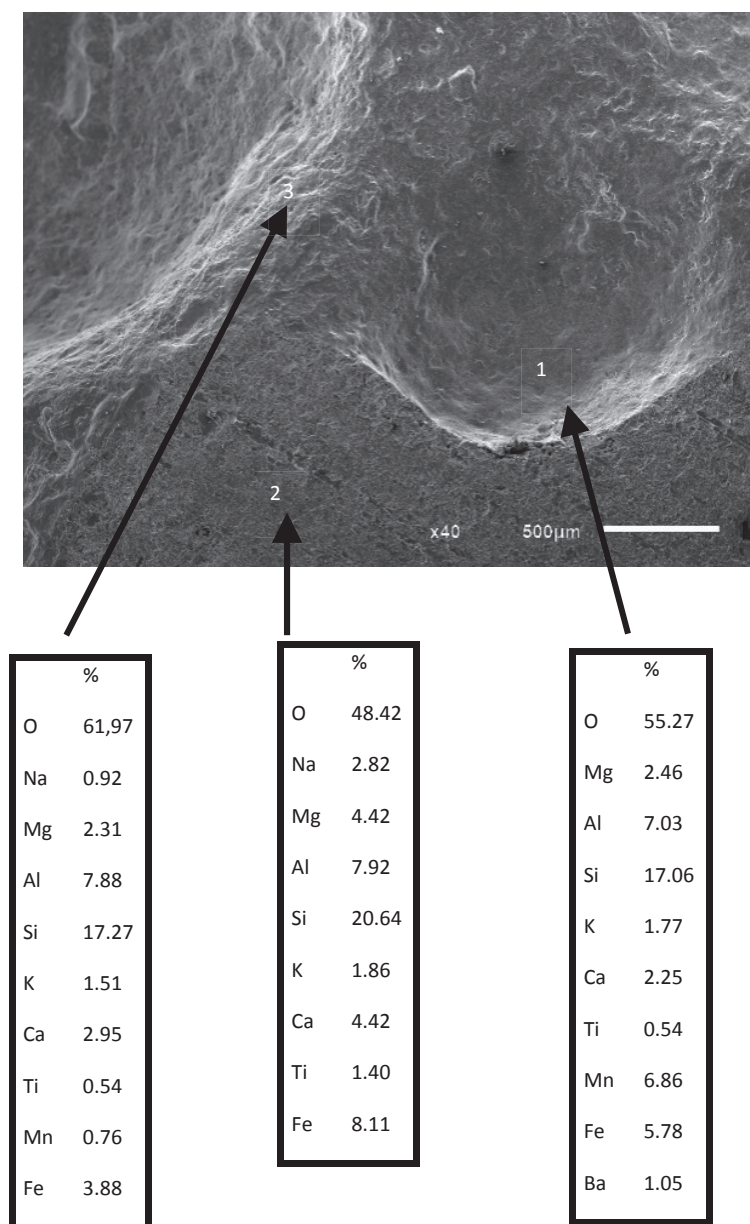 3
1
2
x40 500µm
%
O 61,97
Na 0.92
Mg 2.31
Al 7.88
Si 17.27
K 1.51
Ca 2.95
Ti 0.54
Mn 0.76
Fe 3.88
%
O 48.42
Na 2.82
Mg 4.42
Al 7.92
Si 20.64
K 1.86
Ca 4.42
Ti 1.40
Fe 8.11
%
O 55.27
Mg 2.46
Al 7.03
Si 17.06
K 1.77
Ca 2.25
Ti 0.54
Mn 6.86
Fe 5.78
Ba 1.05